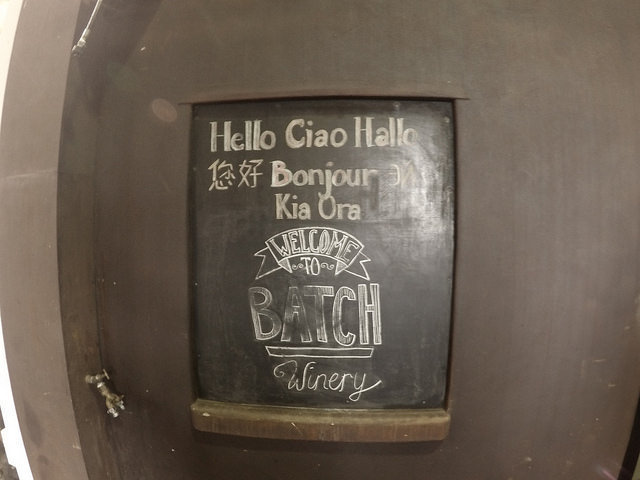 Hello Ciao Hallo
您好 Bonjour
Kia Ora
WELCOME
TO
BATCH
Winery